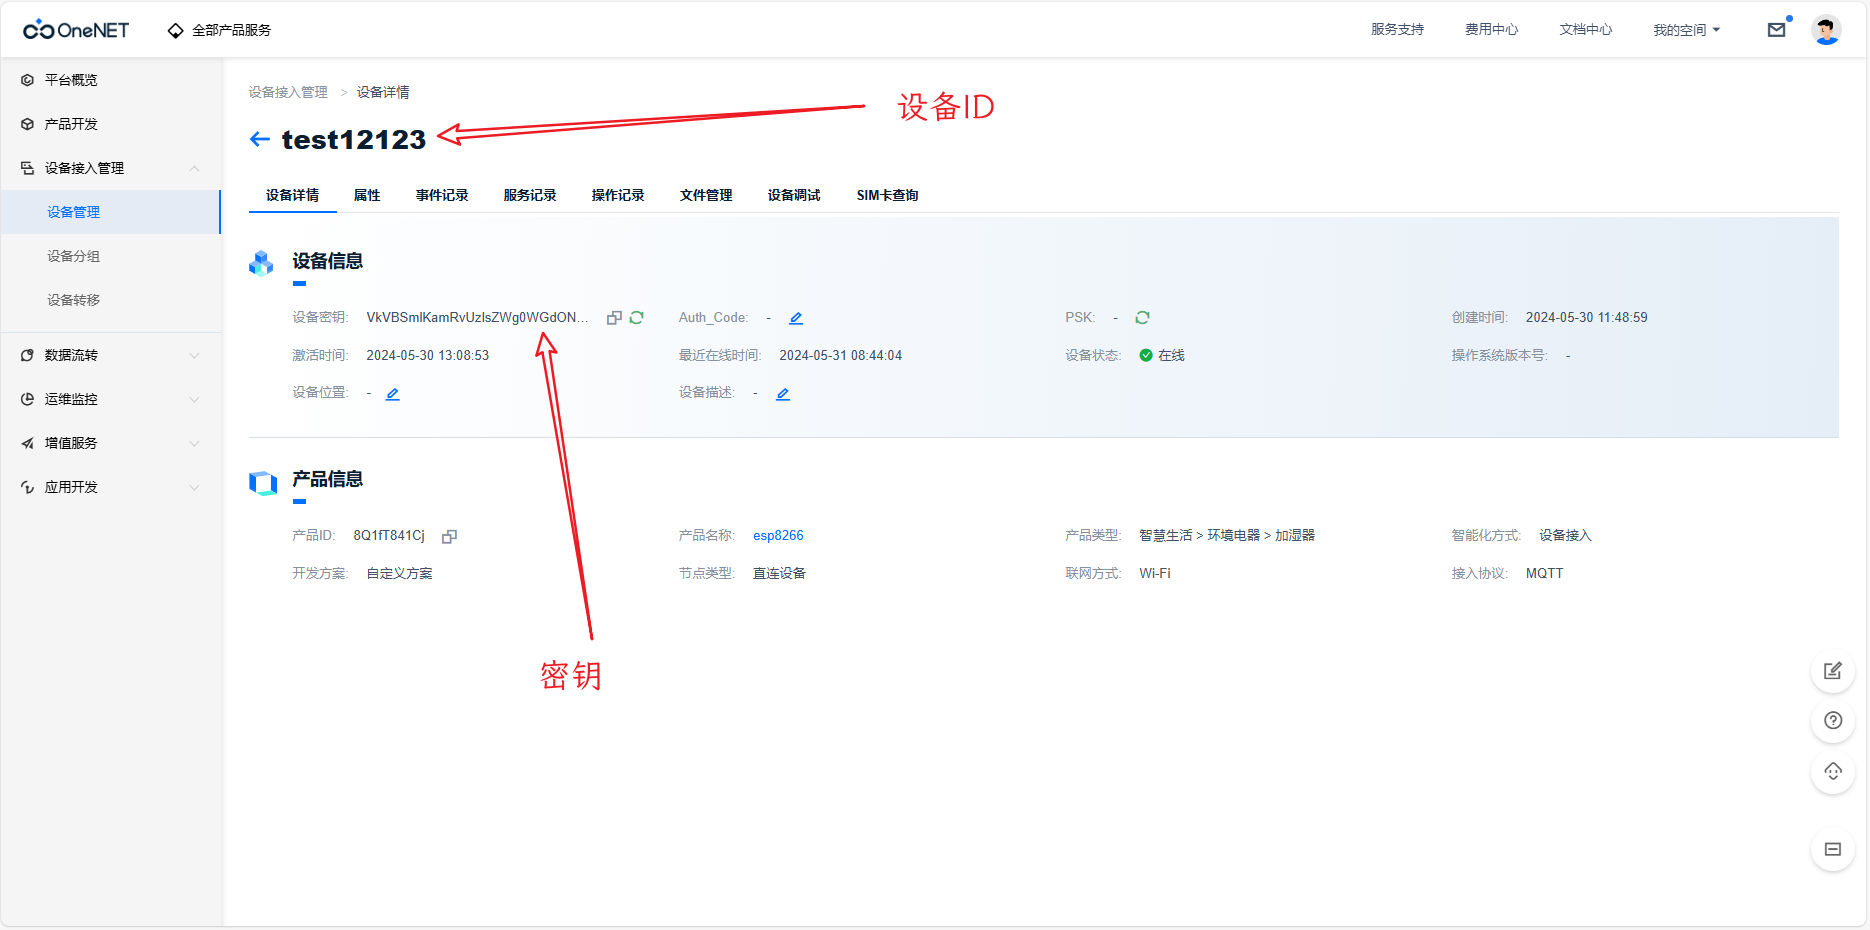 OneNET 全部产品服务 服务支持 费用中心 文档中心 我的空间
平台概览
产品开发
设备接入管理
设备管理
设备分组
设备转移
数据流转
运维监控
增值服务
应用开发
设备接入管理 > 设备详情
设备ID
test12123
设备详情 属性 事件记录 服务记录 操作记录 文件管理 设备调试 SIM卡查询
设备信息
设备密钥: VkVBSmlKamRvUzlsZWg0WGdON... Auth_Code: - PSK: - 创建时间: 2024-05-30 11:48:59
激活时间: 2024-05-30 13:08:53 最近在线时间: 2024-05-31 08:44:04 设备状态: 在线 操作系统版本号: -
设备位置: - 设备描述: -
产品信息
产品ID: 8Q1fT841Cj 产品名称: esp8266 产品类型: 智慧生活 > 环境电器 > 加湿器 智能化方式: 设备接入
开发方案: 自定义方案 节点类型: 直连设备 联网方式: Wi-Fi 接入协议: MQTT
密钥